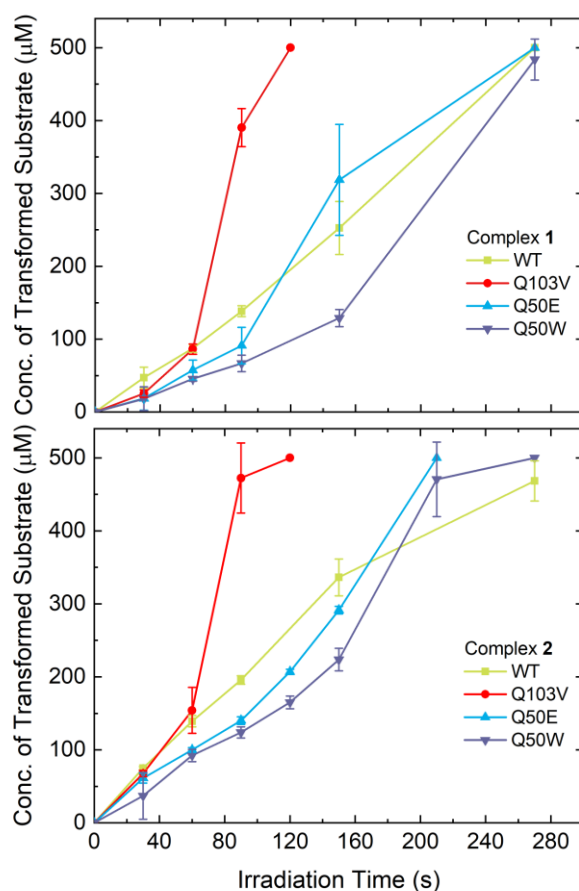 Conc. of Transformed Substrate (μM)
500
400
300
200
100
0
Complex 1
WT
Q103V
Q50E
Q50W
Conc. of Transformed Substrate (μM)
500
400
300
200
100
0
Complex 2
WT
Q103V
Q50E
Q50W
0 40 80 120 160 200 240 280
Irradiation Time (s)